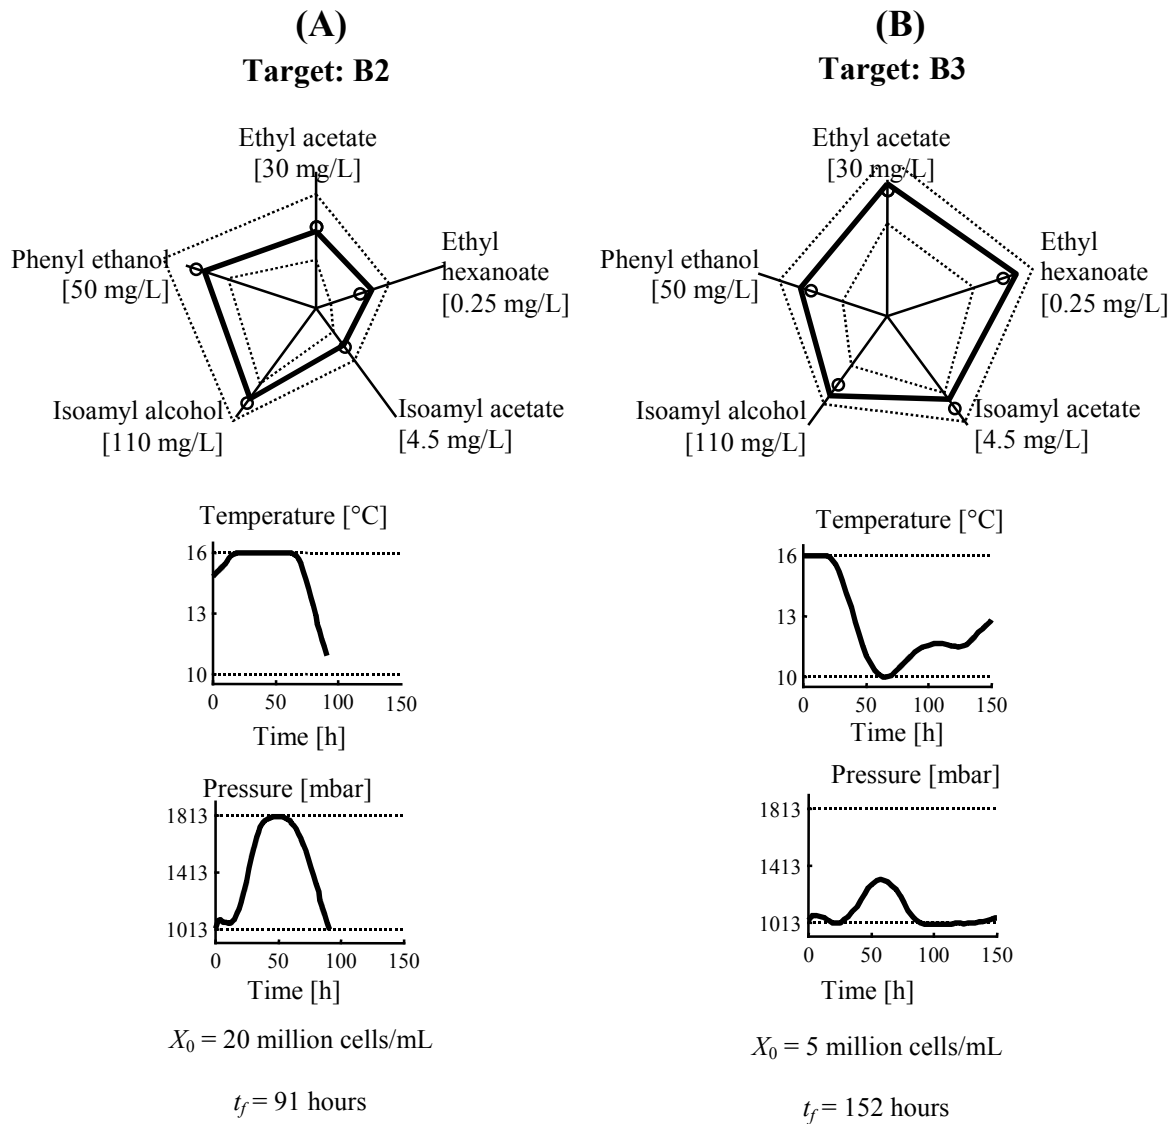 (A)
Target: B2
Ethyl acetate
[30 mg/L]
Phenyl ethanol
[50 mg/L]
Ethyl
hexanoate
[0.25 mg/L]
Isoamyl alcohol
[110 mg/L]
Isoamyl acetate
[4.5 mg/L]
Temperature [°C]
16
13
10
0 50 100 150
Time [h]
Pressure [mbar]
1813
1413
1013
0 50 100 150
Time [h]
X0 = 20 million cells/mL
tf = 91 hours
(B)
Target: B3
Ethyl acetate
[30 mg/L]
Phenyl ethanol
[50 mg/L]
Ethyl
hexanoate
[0.25 mg/L]
Isoamyl alcohol
[110 mg/L]
Isoamyl acetate
[4.5 mg/L]
Temperature [°C]
16
13
10
0 50 100 150
Time [h]
Pressure [mbar]
1813
1413
1013
0 50 100 150
Time [h]
X0 = 5 million cells/mL
tf = 152 hours